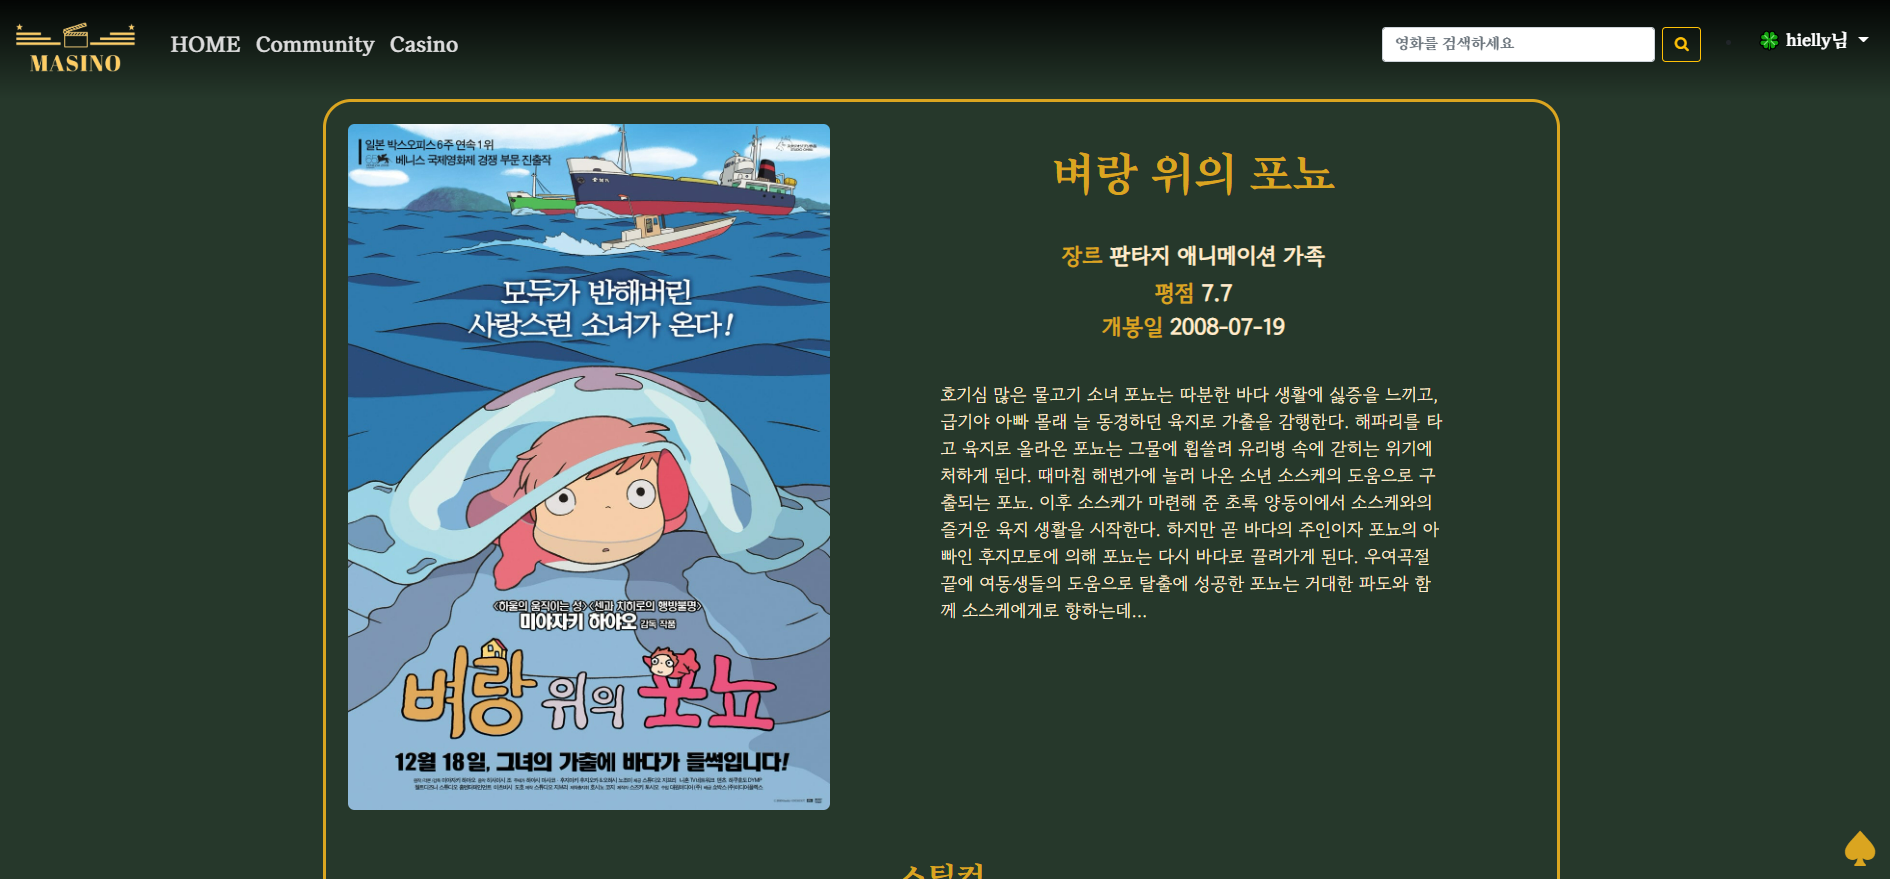 MASINO
HOME Community Casino
영화를 검색하세요
hielly님
일본 박스오피스 6주 연속 1위
베니스 국제영화제 경쟁 부문 진출작
모두가 반해버린
사랑스런 소녀가 온다!
<하울의 움직이는 성> <센과 치히로의 행방불명>
미야자키 하야오 감독 작품
벼랑 위의 포뇨
12월 18일, 그녀의 가출에 바다가 들썩입니다!
벼랑 위의 포뇨
장르 판타지 애니메이션 가족
평점 7.7
개봉일 2008-07-19
호기심 많은 물고기 소녀 포뇨는 따분한 바다 생활에 싫증을 느끼고,
급기야 아빠 몰래 늘 동경하던 육지로 가출을 감행한다. 해파리를 타
고 육지로 올라온 포뇨는 그물에 휩쓸려 유리병 속에 갇히는 위기에
처하게 된다. 때마침 해변가에 놀러 나온 소년 소스케의 도움으로 구
출되는 포뇨. 이후 소스케가 마련해 준 초록 양동이에서 소스케와의
즐거운 육지 생활을 시작한다. 하지만 곧 바다의 주인이자 포뇨의 아
빠인 후지모토에 의해 포뇨는 다시 바다로 끌려가게 된다. 우여곡절
끝에 여동생들의 도움으로 탈출에 성공한 포뇨는 거대한 파도와 함
께 소스케에게로 향하는데...